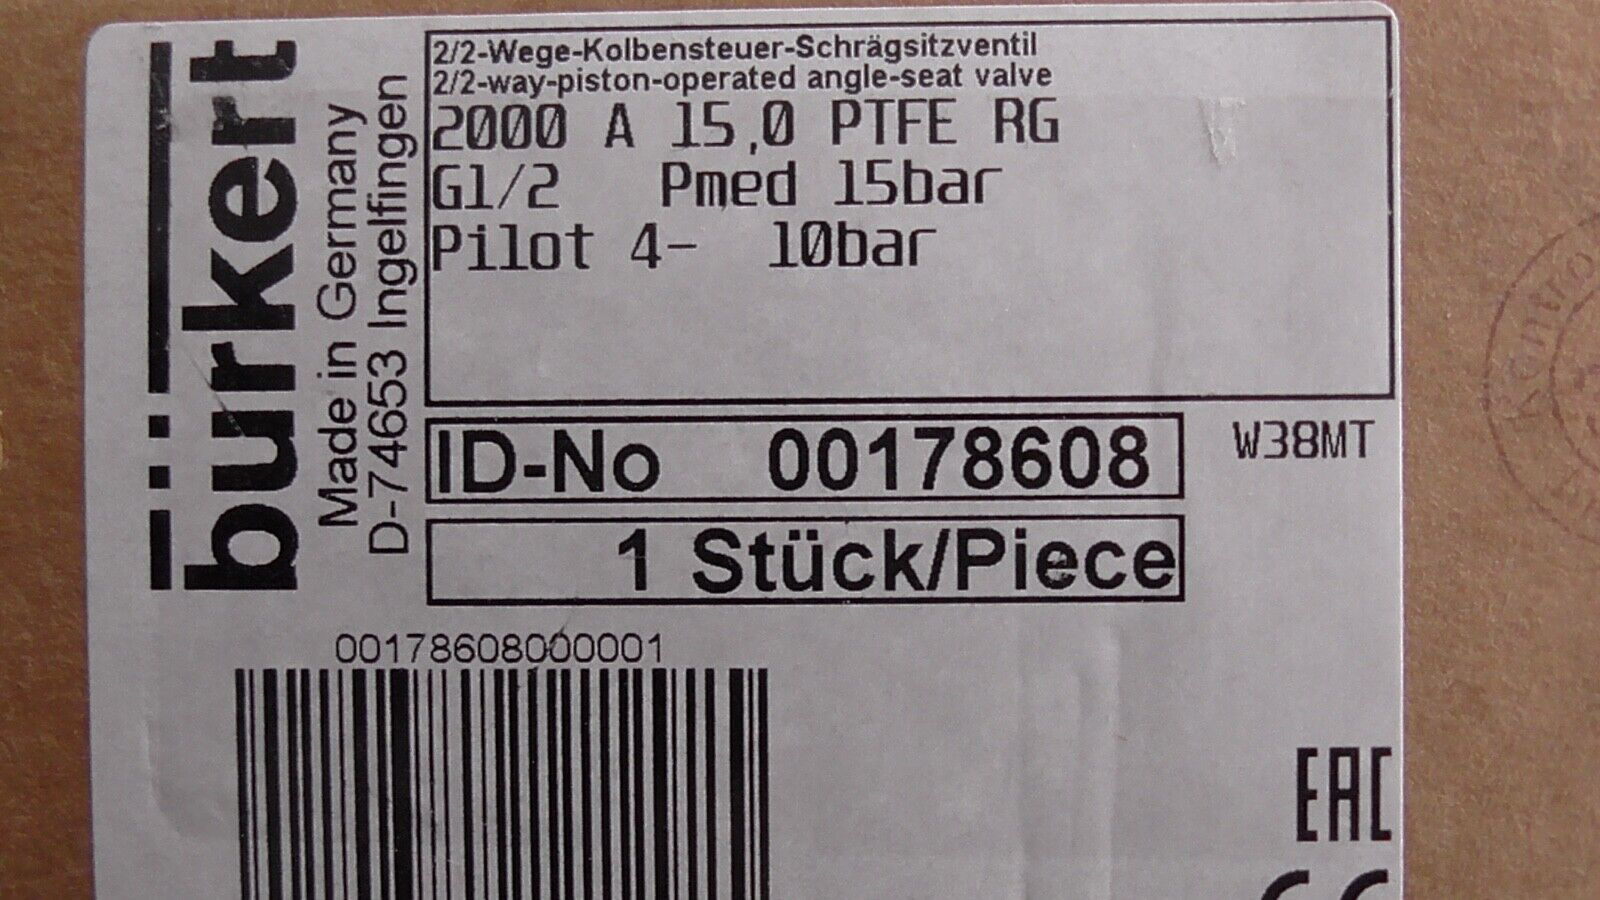 bürkert
Made in Germany
D-74653 Ingelfingen
2/2-Wege-Kolbensteuer-Schrägsitzventil
2/2-way-piston-operated angle-seat valve
2000 A 15,0 PTFE RG
G1/2 Pmed 15bar
Pilot 4- 10bar
ID-No 00178608
W38MT
1 Stück/Piece
00178608000001
EAC